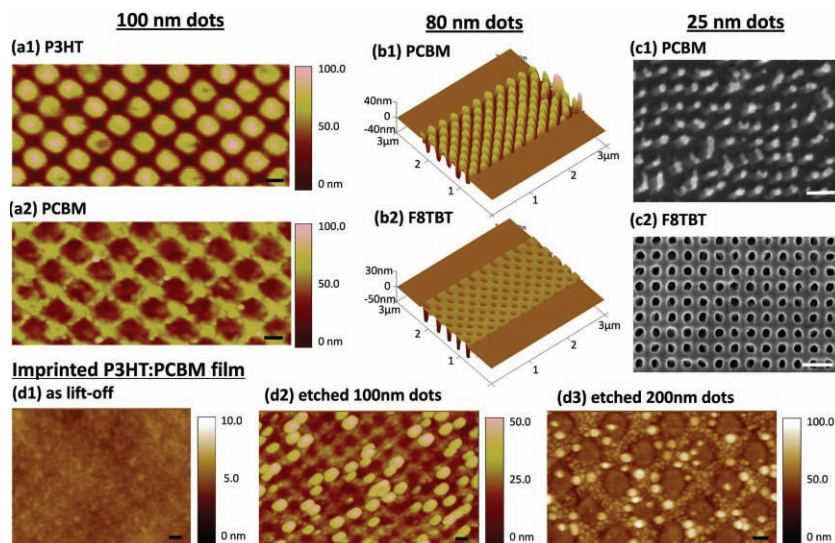 100 nm dots
80 nm dots
25 nm dots
(a1) P3HT
100.0
50.0
0 nm
(b1) PCBM
40nm
0
-40nm
3μm
2
1
3μm
2
1
(c1) PCBM
(a2) PCBM
100.0
50.0
0 nm
(b2) F8TBT
30nm
0
-50nm
3μm
2
1
3μm
2
1
(c2) F8TBT
Imprinted P3HT:PCBM film
(d1) as lift-off
10.0
5.0
0 nm
(d2) etched 100nm dots
50.0
25.0
0 nm
(d3) etched 200nm dots
100.0
50.0
0 nm